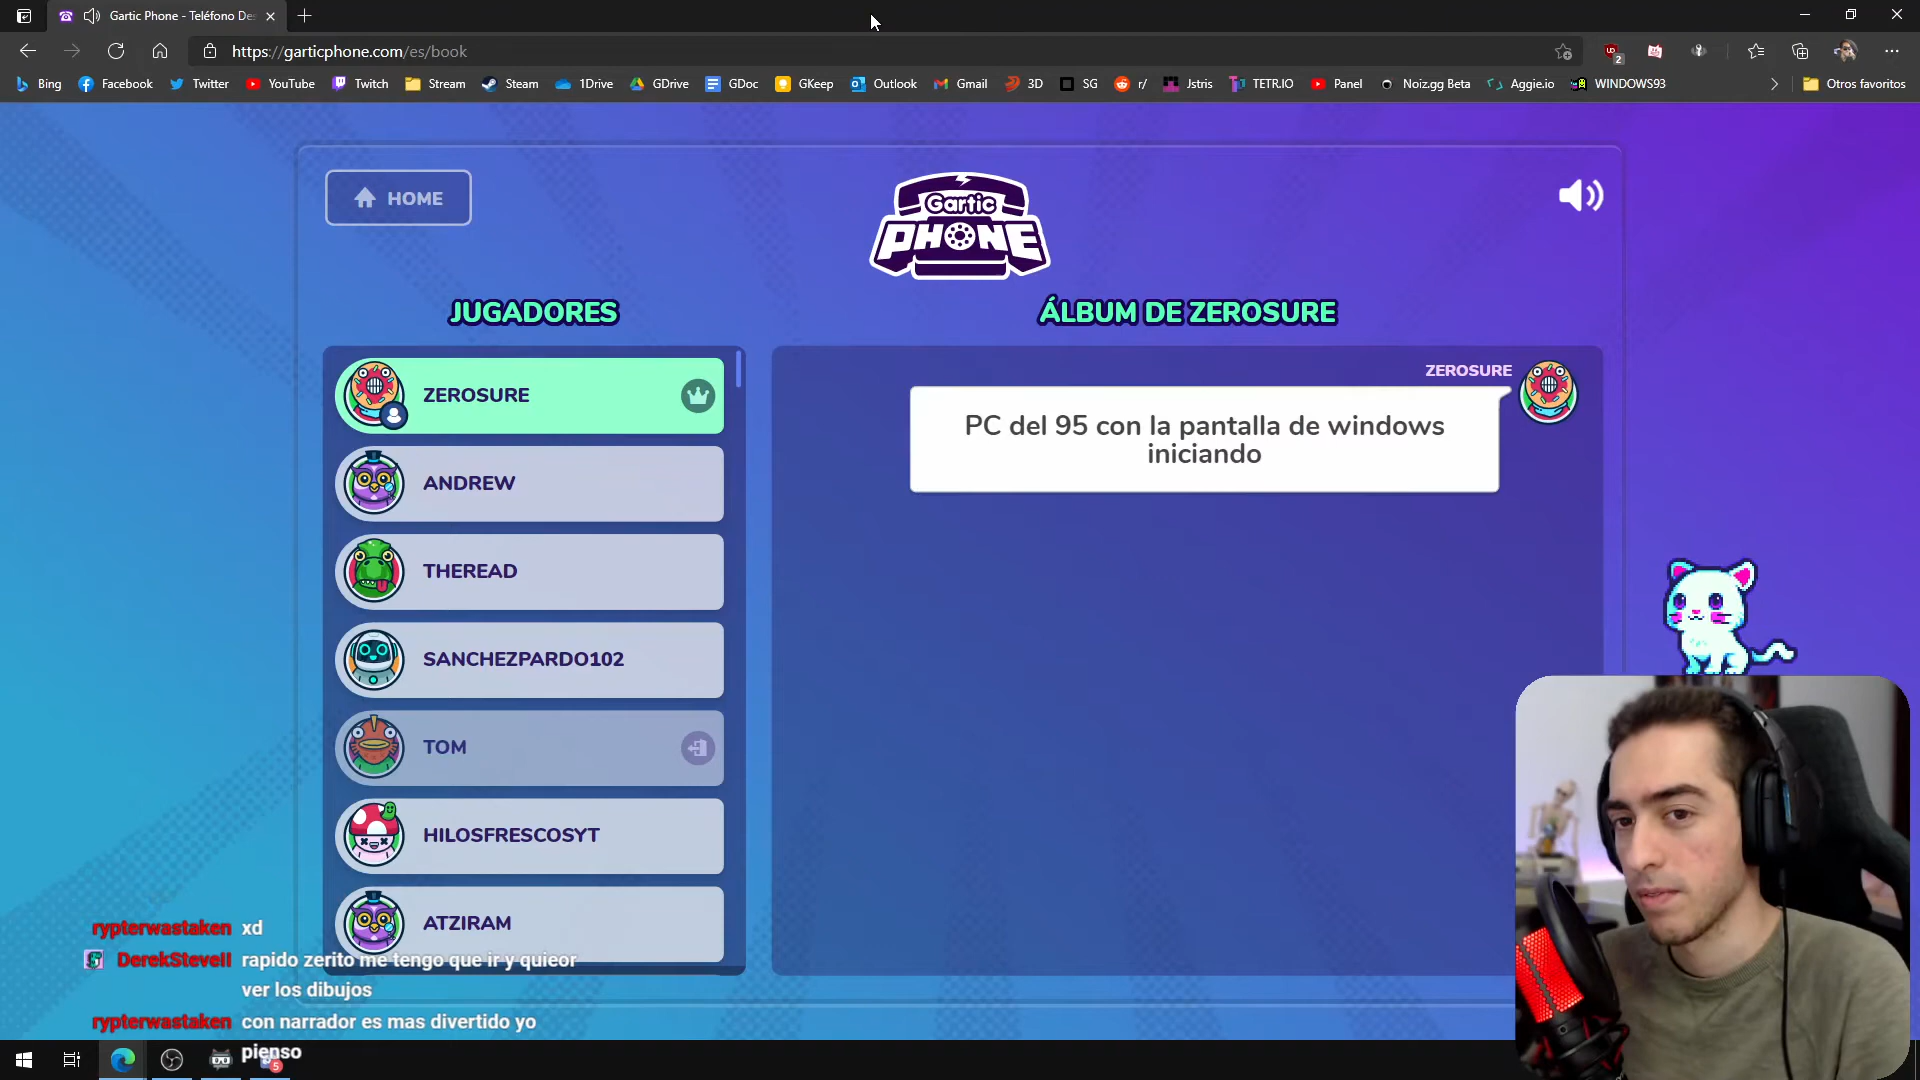 Gartic Phone - Teléfono De
https://garticphone.com/es/book
2
Bing
Facebook
Twitter
YouTube
Twitch
Stream
Steam
1Drive
GDrive
GDoc
GKeep
Outlook
Gmail
3D
SG
r/
Jstris
TETR.IO
Panel
Noiz.gg Beta
Aggie.io
WINDOWS93
Otros favoritos
HOME
Gartic
PHONE
JUGADORES
ÁLBUM DE ZEROSURE
ZEROSURE
ANDREW
THEREAD
SANCHEZPARDO102
TOM
HILOSFRESCOSYT
ATZIRAM
ZEROSURE
PC del 95 con la pantalla de windows
iniciando
rypterwastaken xd
DerekSteveII rapido zerito me tengo que ir y quieor
ver los dibujos
rypterwastaken con narrador es mas divertido yo
pienso
5